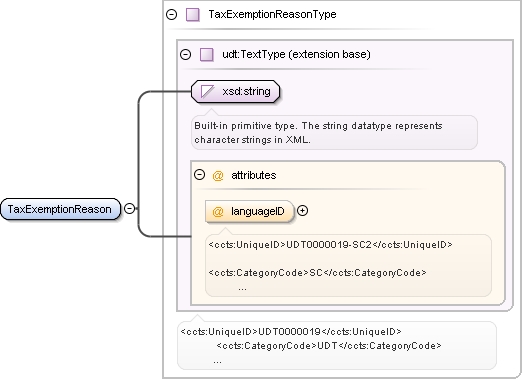 TaxExemptionReasonType
udt:TextType (extension base)
xsd:string
Built-in primitive type. The string datatype represents
character strings in XML.
@ attributes
TaxExemptionReason
@ languageID
<ccts:UniqueID>UDT0000019-SC2</ccts:UniqueID>
<ccts:CategoryCode>SC</ccts:CategoryCode>
...
<ccts:UniqueID>UDT0000019</ccts:UniqueID>
<ccts:CategoryCode>UDT</ccts:CategoryCode>
...